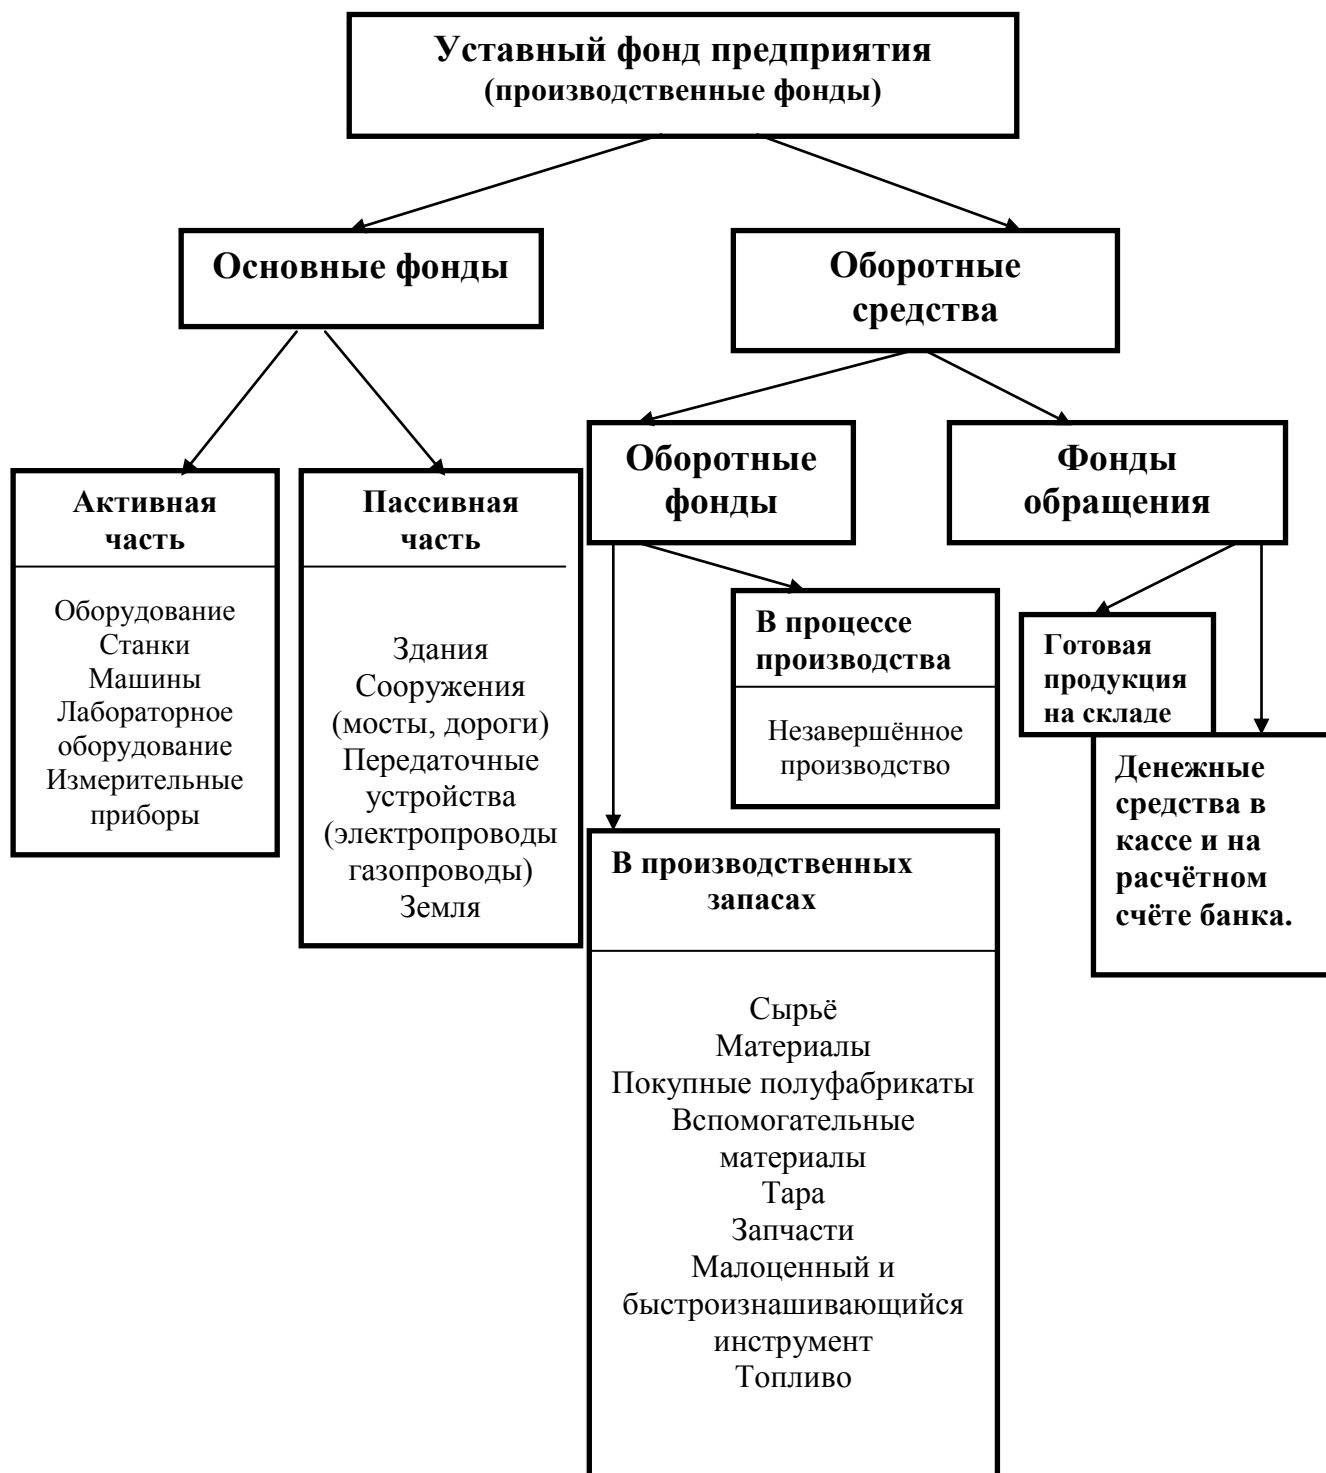 Уставный фонд предприятия
(производственные фонды)
Основные фонды
Оборотные
средства
Оборотные
фонды
Фонды
обращения
Активная
часть
Оборудование
Станки
Машины
Лабораторное
оборудование
Измерительные
приборы
Пассивная
часть
Здания
Сооружения
(мосты, дороги)
Передаточные
устройства
(электропроводы
газопроводы)
Земля
В процессе
производства
Незавершённое
производство
Готовая
продукция
на складе
Денежные
средства в
кассе и на
расчётном
счёте банка.
В производственных
запасах
Сырьё
Материалы
Покупные полуфабрикаты
Вспомогательные
материалы
Тара
Запчасти
Малоценный и
быстроизнашивающийся
инструмент
Топливо